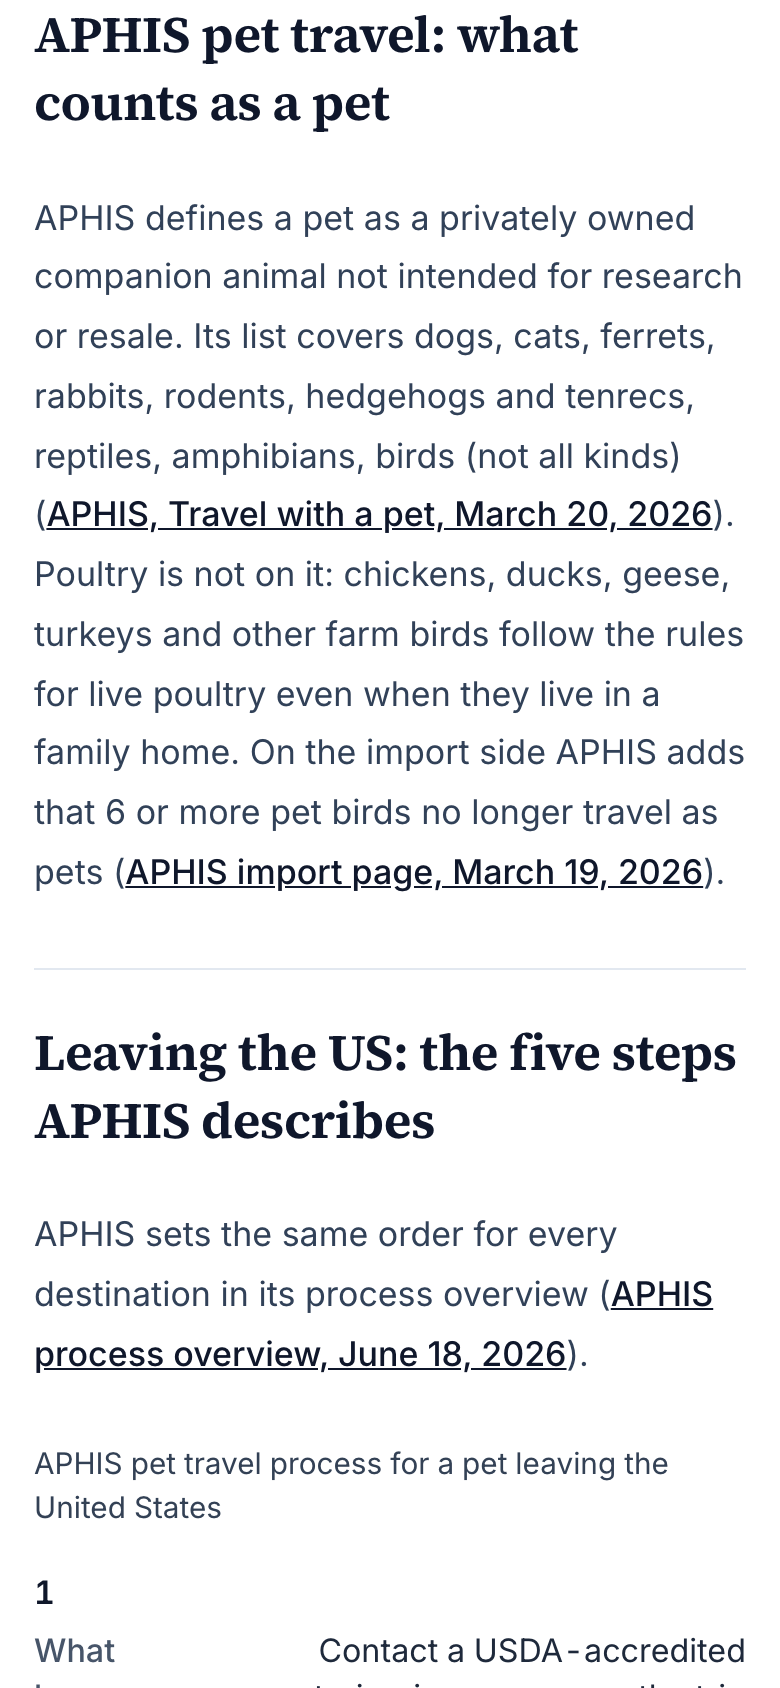 APHIS pet travel: what
counts as a pet
APHIS defines a pet as a privately owned
companion animal not intended for research
or resale. Its list covers dogs, cats, ferrets,
rabbits, rodents, hedgehogs and tenrecs,
reptiles, amphibians, birds (not all kinds)
(APHIS, Travel with a pet, March 20, 2026).
Poultry is not on it: chickens, ducks, geese,
turkeys and other farm birds follow the rules
for live poultry even when they live in a
family home. On the import side APHIS adds
that 6 or more pet birds no longer travel as
pets (APHIS import page, March 19, 2026).
Leaving the US: the five steps
APHIS describes
APHIS sets the same order for every
destination in its process overview (APHIS
process overview, June 18, 2026).
APHIS pet travel process for a pet leaving the
United States
1
What Contact a USDA-accredited